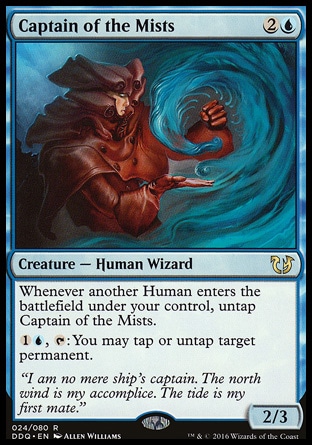 Captain of the Mists 2
Creature — Human Wizard
Whenever another Human enters the
battlefield under your control, untap
Captain of the Mists.
1 , : You may tap or untap target
permanent.
"I am no mere ship's captain. The north
wind is my accomplice. The tide is my
first mate."
2/3
024/080 R
DDQ • EN ALLEN WILLIAMS
™ & © 2016 Wizards of the Coast